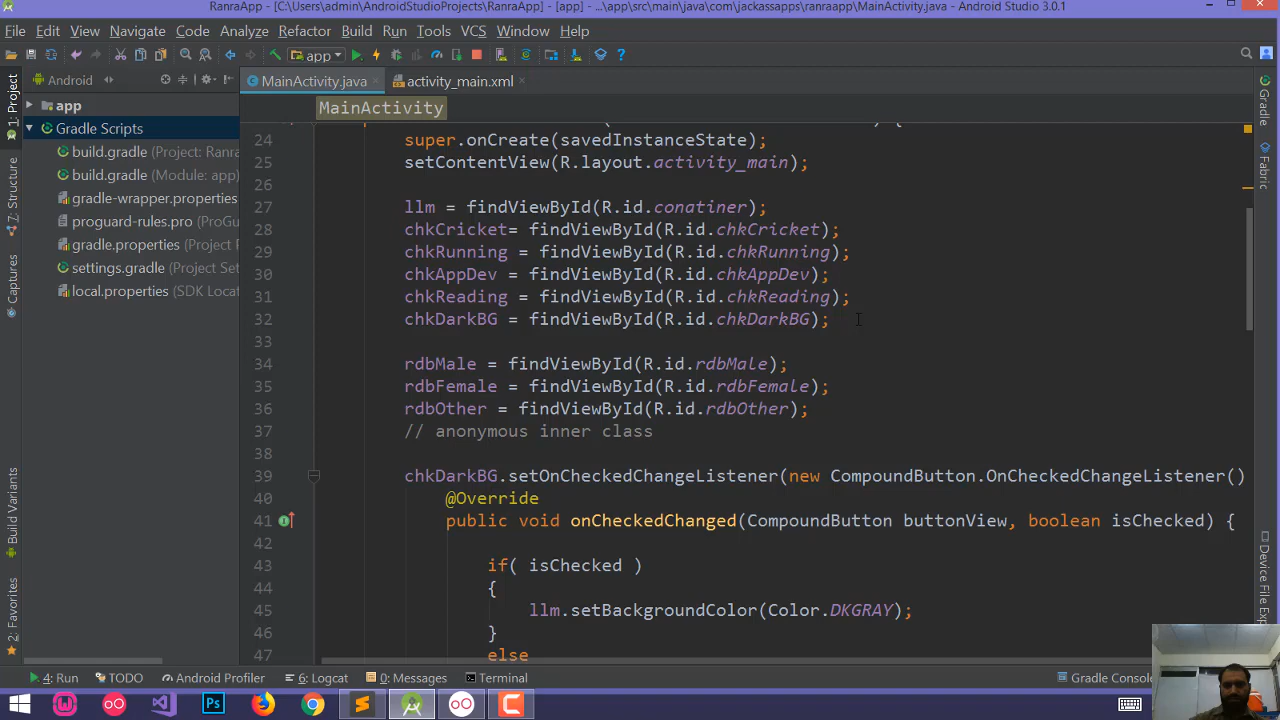 RanraApp - [C:\Users\admin\AndroidStudioProjects\RanraApp] - [app] - ...\app\src\main\java\com\jackassapps\ranraapp\MainActivity.java - Android Studio 3.0.1
File Edit View Navigate Code Analyze Refactor Build Run Tools VCS Window Help
app
Android
MainActivity.java
activity_main.xml
MainActivity
1: Project
7: Structure
Captures
Build Variants
2: Favorites
app
Gradle Scripts
build.gradle (Project: Ranra
build.gradle (Module: app)
gradle-wrapper.properties
proguard-rules.pro (ProGu
gradle.properties (Project
settings.gradle (Project Set
local.properties (SDK Locat
24 super.onCreate(savedInstanceState);
25 setContentView(R.layout.activity_main);
26
27 llm = findViewById(R.id.conatiner);
28 chkCricket= findViewById(R.id.chkCricket);
29 chkRunning = findViewById(R.id.chkRunning);
30 chkAppDev = findViewById(R.id.chkAppDev);
31 chkReading = findViewById(R.id.chkReading);
32 chkDarkBG = findViewById(R.id.chkDarkBG);
33
34 rdbMale = findViewById(R.id.rdbMale);
35 rdbFemale = findViewById(R.id.rdbFemale);
36 rdbOther = findViewById(R.id.rdbOther);
37 // anonymous inner class
38
39 chkDarkBG.setOnCheckedChangeListener(new CompoundButton.OnCheckedChangeListener()
40 @Override
41 public void onCheckedChanged(CompoundButton buttonView, boolean isChecked) {
42
43 if( isChecked )
44 {
45 llm.setBackgroundColor(Color.DKGRAY);
46 }
47 else
Gradle
Fabric
Device File Exp
4: Run TODO Android Profiler 6: Logcat 0: Messages Terminal Gradle Conso
Ps